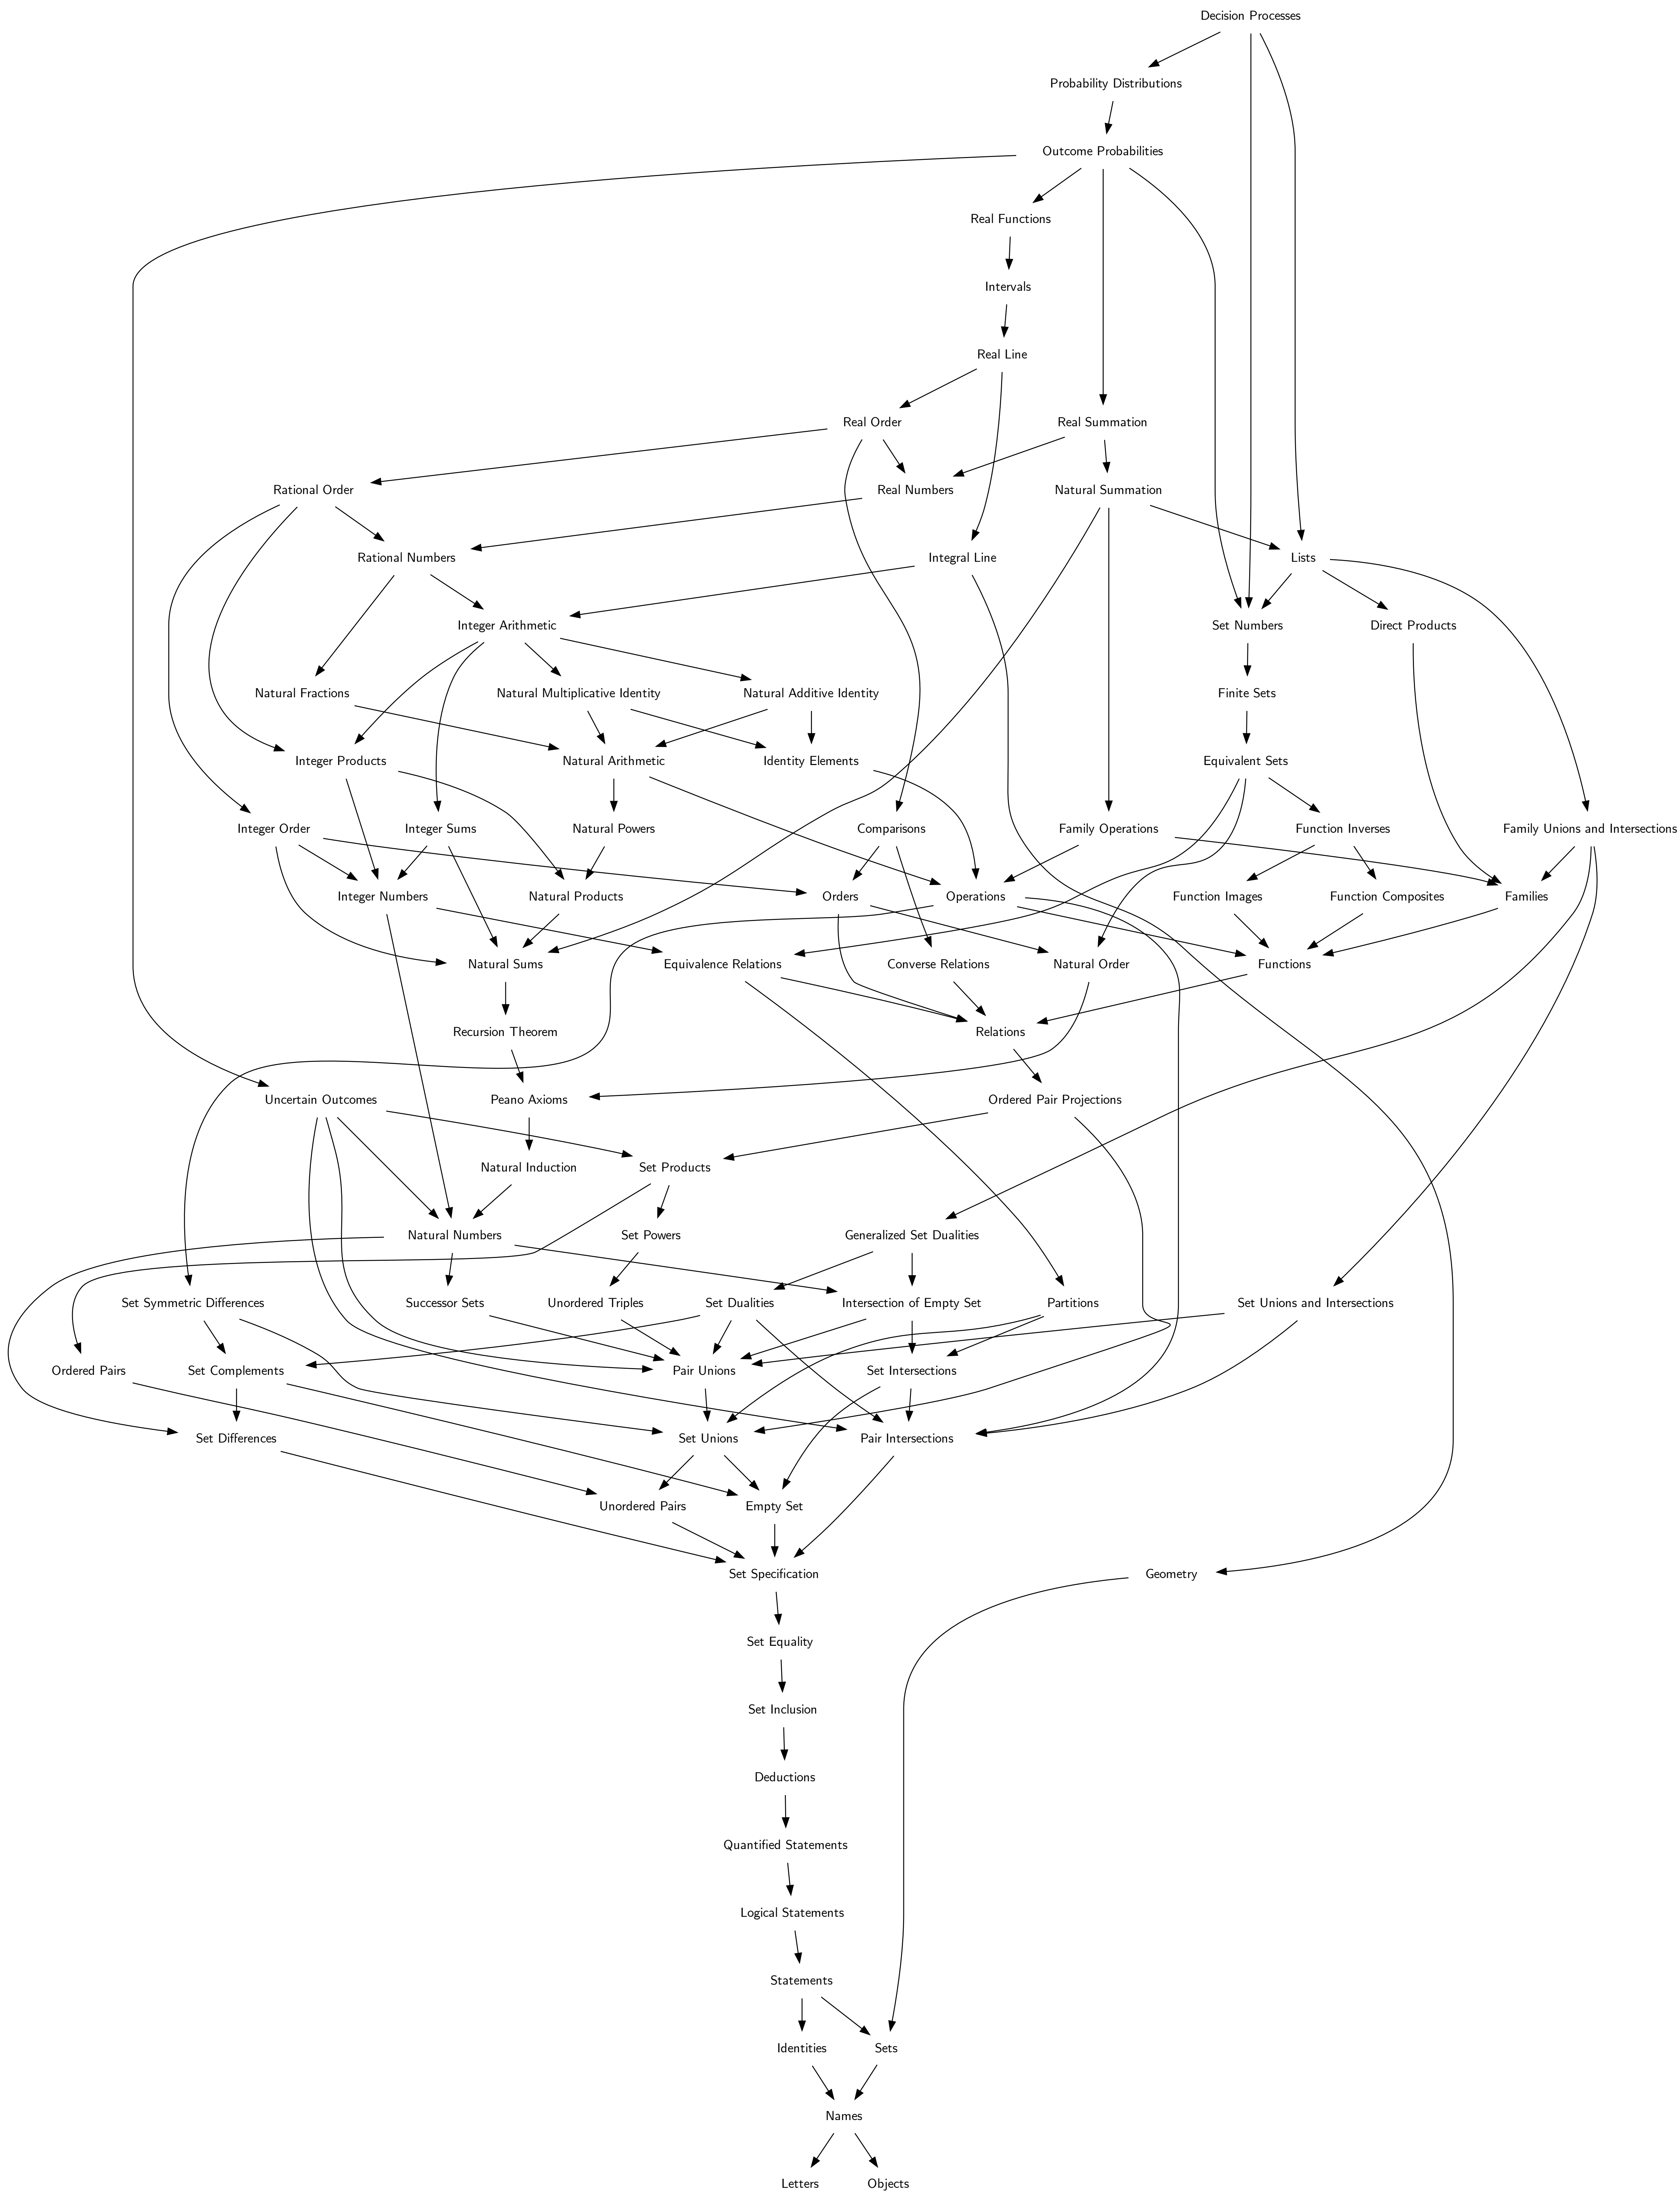 Decision Processes
Probability Distributions
Outcome Probabilities
Real Functions
Intervals
Real Line
Real Order
Real Summation
Rational Order
Real Numbers
Natural Summation
Rational Numbers
Integral Line
Lists
Integer Arithmetic
Set Numbers
Direct Products
Natural Fractions
Natural Multiplicative Identity
Natural Additive Identity
Finite Sets
Integer Products
Natural Arithmetic
Identity Elements
Equivalent Sets
Integer Order
Integer Sums
Natural Powers
Comparisons
Family Operations
Function Inverses
Family Unions and Intersections
Integer Numbers
Natural Products
Orders
Operations
Function Images
Function Composites
Families
Natural Sums
Equivalence Relations
Converse Relations
Natural Order
Functions
Recursion Theorem
Relations
Uncertain Outcomes
Peano Axioms
Ordered Pair Projections
Natural Induction
Set Products
Natural Numbers
Set Powers
Generalized Set Dualities
Set Symmetric Differences
Successor Sets
Unordered Triples
Set Dualities
Intersection of Empty Set
Partitions
Set Unions and Intersections
Ordered Pairs
Set Complements
Pair Unions
Set Intersections
Set Differences
Set Unions
Pair Intersections
Unordered Pairs
Empty Set
Set Specification
Geometry
Set Equality
Set Inclusion
Deductions
Quantified Statements
Logical Statements
Statements
Identities
Sets
Names
Letters
Objects